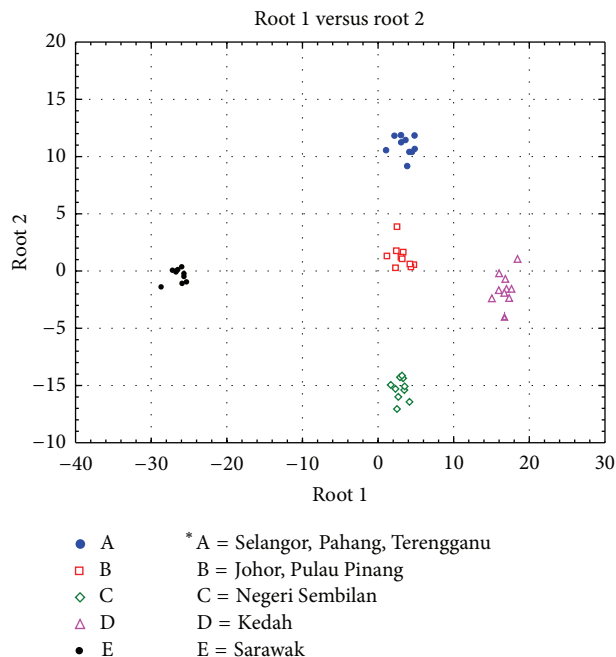 Root 1 versus root 2
20
15
10
5
0
−5
−15
−10
Root 2
−40
−30
−20
−10
0
10
20
30
Root 1
A
*A = Selangor, Pahang, Terengganu
B
B = Johor, Pulau Pinang
C
C = Negeri Sembilan
D
D = Kedah
E
E = Sarawak